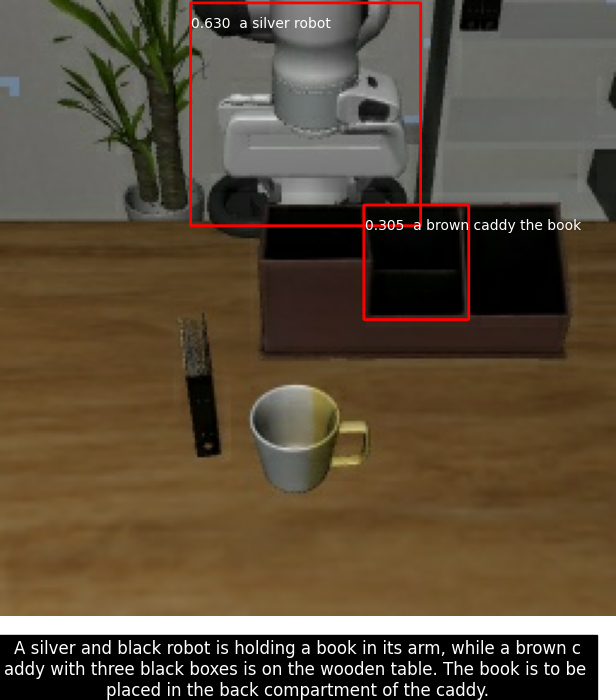 0.630 a silver robot
0.305 a brown caddy the book
A silver and black robot is holding a book in its arm, while a brown c
addy with three black boxes is on the wooden table. The book is to be
placed in the back compartment of the caddy.